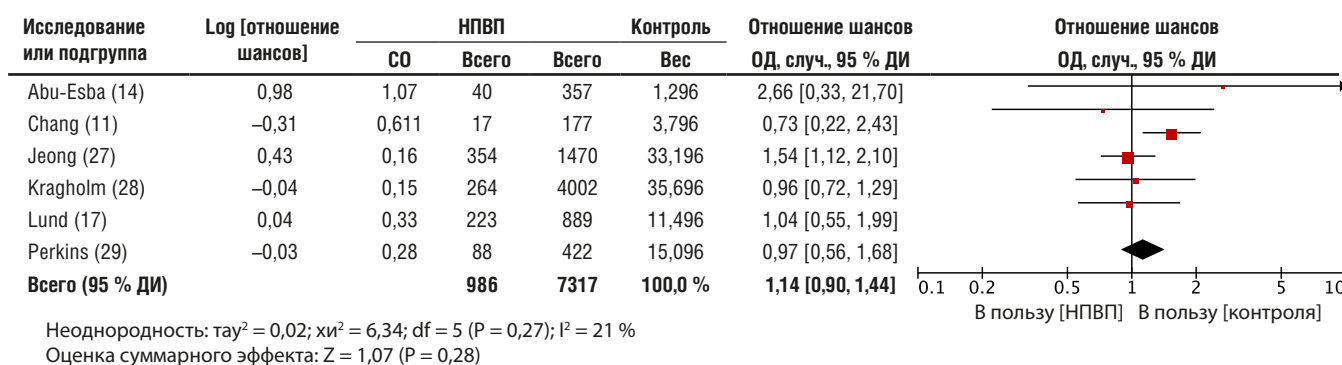 Исследование или подгруппа Log [отношение шансов] НПВП Контроль Отношение шансов Отношение шансов
СО Всего Всего Вес ОД, случ., 95 % ДИ ОД, случ., 95 % ДИ
Abu-Esba (14) 0,98 1,07 40 357 1,296 2,66 [0,33, 21,70]
Chang (11) –0,31 0,611 17 177 3,796 0,73 [0,22, 2,43]
Jeong (27) 0,43 0,16 354 1470 33,196 1,54 [1,12, 2,10]
Kragholm (28) –0,04 0,15 264 4002 35,696 0,96 [0,72, 1,29]
Lund (17) 0,04 0,33 223 889 11,496 1,04 [0,55, 1,99]
Perkins (29) –0,03 0,28 88 422 15,096 0,97 [0,56, 1,68]
Всего (95 % ДИ) 986 7317 100,0 % 1,14 [0,90, 1,44]
0.1 0.2 0.5 1 2 5 10
В пользу [НПВП] В пользу [контроля]
Неоднородность: тау² = 0,02; хи² = 6,34; df = 5 (P = 0,27); I² = 21 %
Оценка суммарного эффекта: Z = 1,07 (P = 0,28)